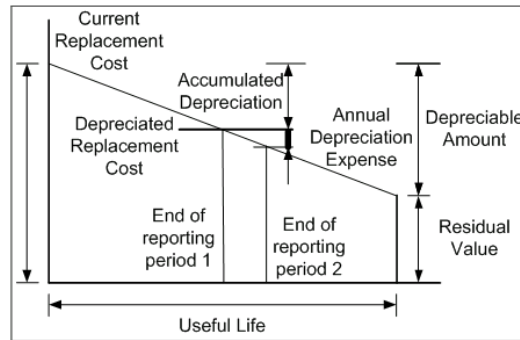 Current
Replacement
Cost
Accumulated
Depreciation
Annual
Depreciation
Expense
Depreciable
Amount
Depreciated
Replacement
Cost
End of
reporting
period 1
End of
reporting
period 2
Residual
Value
Useful Life